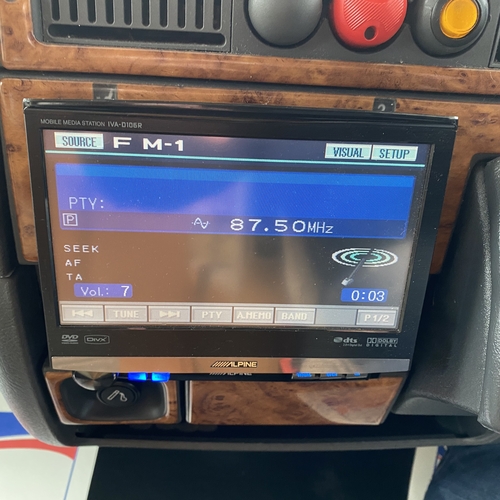 MOBILE MEDIA STATION IVA-D106R
SOURCE FM-1 VISUAL SETUP
PTY:
P 87.50MHz
SEEK
AF
TA
Vol.: 7 0:03
TUNE PTY A.MEMO BAND P1/2
DVD DIVX dts DOLBY
DIGITAL
ALPINE
ALPINE